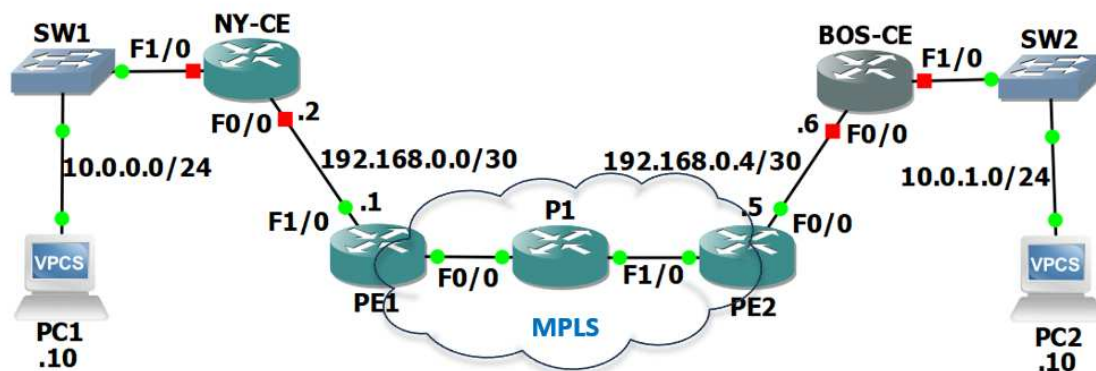 NY-CE
SW1
F1/0
BOS-CE
SW2
F1/0
F0/0
.2
.6
F0/0
10.0.0.0/24
192.168.0.0/30
192.168.0.4/30
10.0.1.0/24
F1/0
.1
P1
.5
F0/0
VPCS
F0/0
F1/0
VPCS
PE1
PE2
MPLS
PC1
.10
PC2
.10